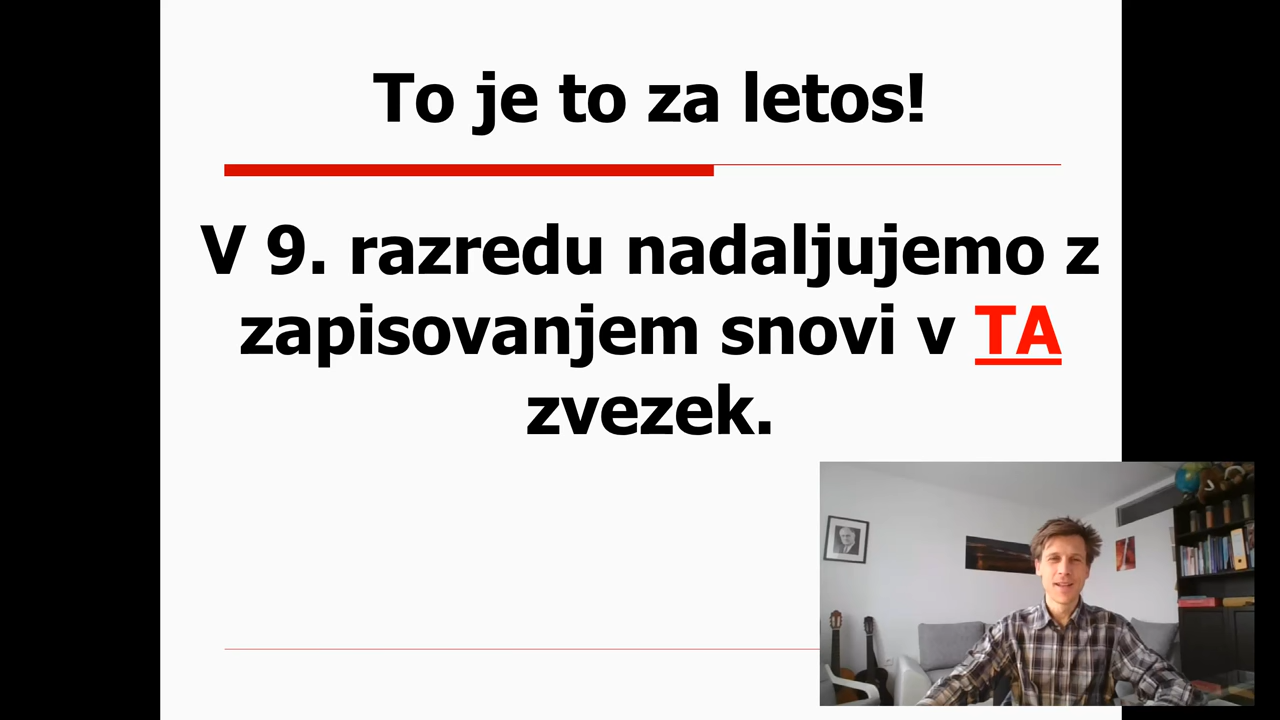 To je to za letos!
V 9. razredu nadaljujemo z
zapisovanjem snovi v TA
zvezek.